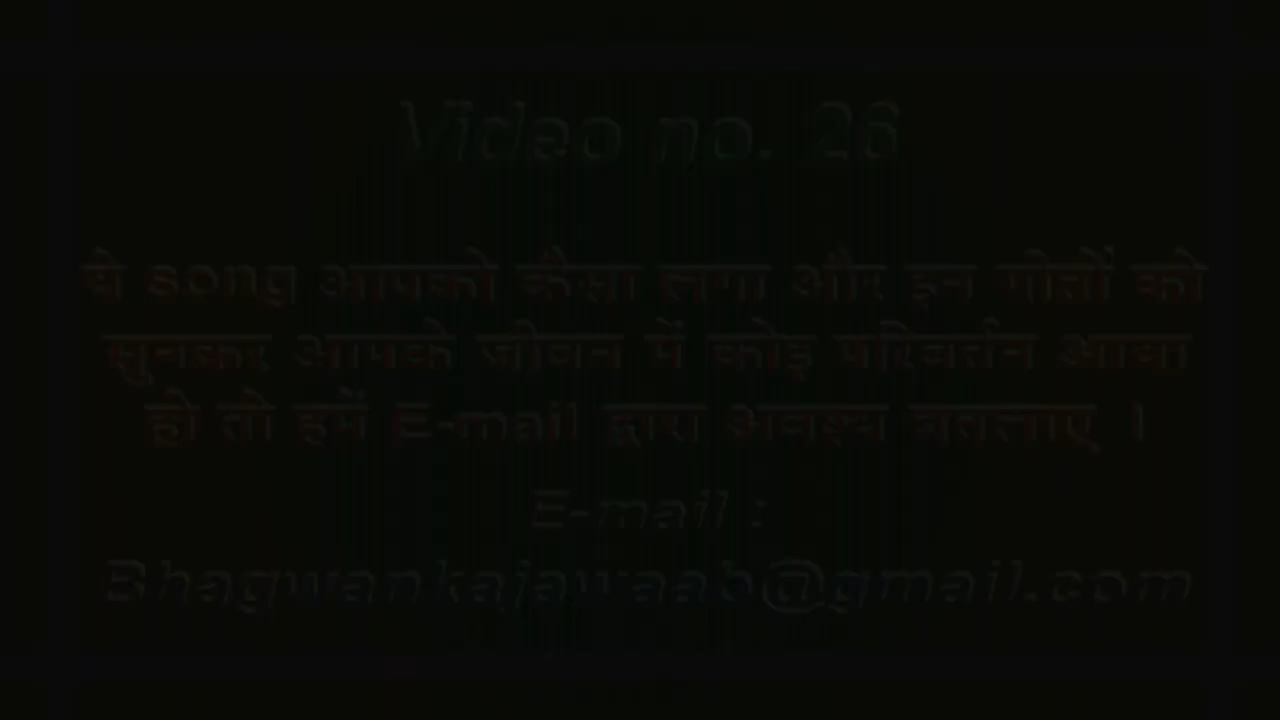 Video no. 26
ये song आपको कैसा लगा और इन गीतों को
सुनकर आपके जीवन में कोइ परिवर्तन आया
हो तो हमें E-mail द्वारा अवश्य बतलाए ।
E-mail :
Bhagwankajawaab@gmail.com